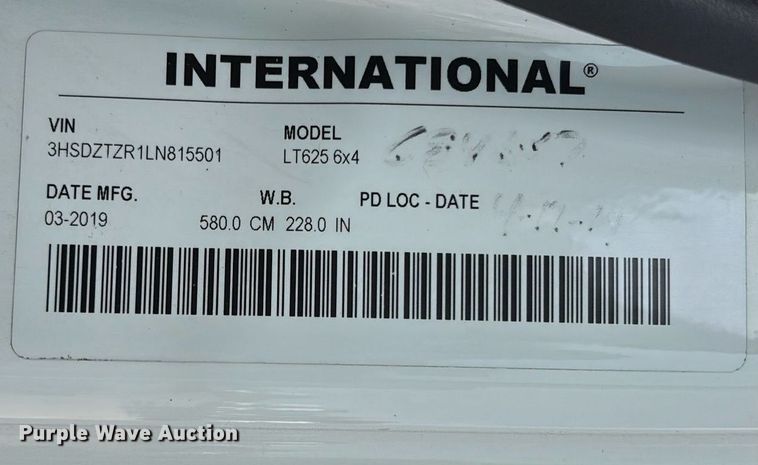 INTERNATIONAL®
VIN MODEL
3HSDZTZR1LN815501 LT625 6x4
DATE MFG. W.B. PD LOC - DATE
03-2019 580.0 CM 228.0 IN
Purple Wave Auction